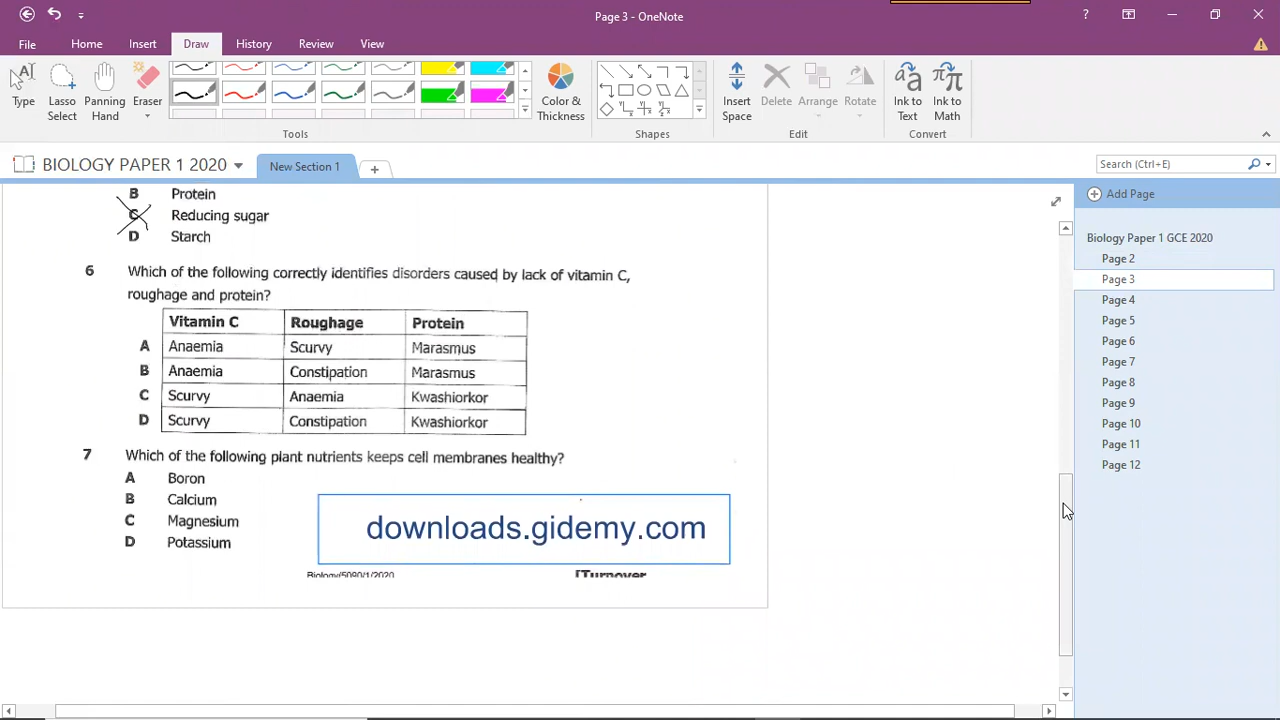 Page 3 - OneNote
?
File
Home
Insert
Draw
History
Review
View
Type
Lasso Select
Panning Hand
Eraser
Color & Thickness
Insert Space
Delete
Arrange
Rotate
Ink to Text
Ink to Math
Tools
Shapes
Edit
Convert
BIOLOGY PAPER 1 2020
New Section 1
Search (Ctrl+E)
Add Page
Biology Paper 1 GCE 2020
Page 2
Page 3
Page 4
Page 5
Page 6
Page 7
Page 8
Page 9
Page 10
Page 11
Page 12
B Protein
C Reducing sugar
D Starch
6 Which of the following correctly identifies disorders caused by lack of vitamin C,
roughage and protein?
Vitamin C Roughage Protein
A Anaemia Scurvy Marasmus
B Anaemia Constipation Marasmus
C Scurvy Anaemia Kwashiorkor
D Scurvy Constipation Kwashiorkor
7 Which of the following plant nutrients keeps cell membranes healthy?
A Boron
B Calcium
C Magnesium
D Potassium
downloads.gidemy.com
Biology/5090/1/2020
[Turnover